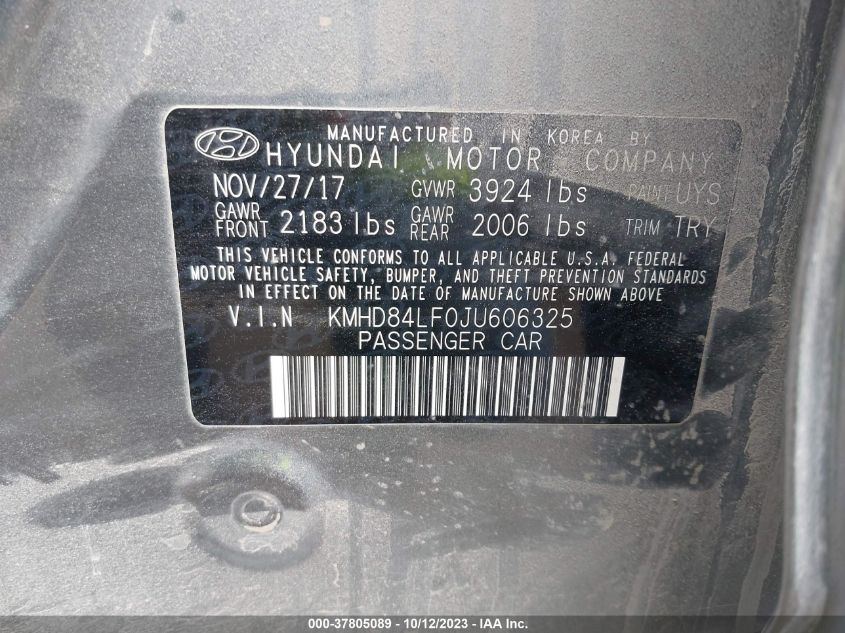 MANUFACTURED IN KOREA BY
HYUNDAI MOTOR COMPANY
NOV/27/17 GVWR 3924 lbs PAINT UYS
GAWR FRONT 2183 lbs GAWR REAR 2006 lbs TRIM TRY
THIS VEHICLE CONFORMS TO ALL APPLICABLE U.S.A. FEDERAL
MOTOR VEHICLE SAFETY, BUMPER, AND THEFT PREVENTION STANDARDS
IN EFFECT ON THE DATE OF MANUFACTURE SHOWN ABOVE.
V.I.N KMHD84LF0JU606325
PASSENGER CAR
000-37805089 - 10/12/2023 - IAA Inc.